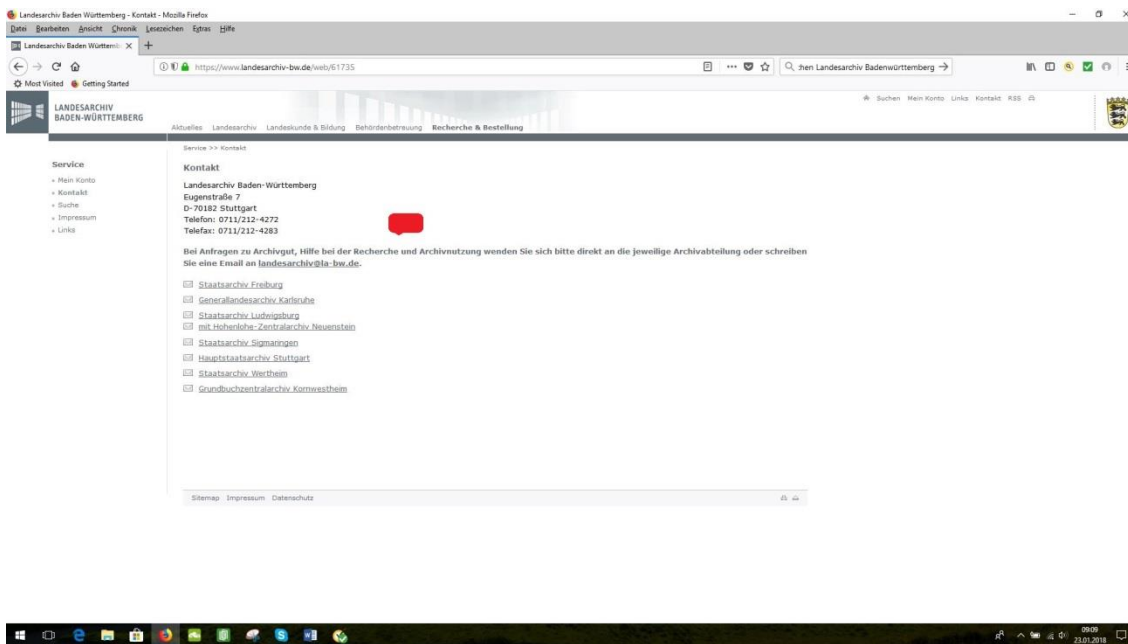 Landesarchiv Baden Württemberg - Kontakt - Mozilla Firefox
Datei Bearbeiten Ansicht Chronik Lesezeichen Extras Hilfe
Landesarchiv Baden Württemb
https://www.landesarchiv-bw.de/web/61735
:hen Landesarchiv Badenwürttemberg
Most Visited Getting Started
Suchen Mein Konto Links Kontakt RSS
LANDESARCHIV
BADEN-WÜRTTEMBERG
Aktuelles Landesarchiv Landeskunde & Bildung Behördenbetreuung Recherche & Bestellung
Service >> Kontakt
Service
» Mein Konto
» Kontakt
» Suche
» Impressum
» Links
Kontakt
Landesarchiv Baden-Württemberg
Eugenstraße 7
D-70182 Stuttgart
Telefon: 0711/212-4272
Telefax: 0711/212-4283
Bei Anfragen zu Archivgut, Hilfe bei der Recherche und Archivnutzung wenden Sie sich bitte direkt an die jeweilige Archivabteilung oder schreiben
Sie eine Email an landesarchiv@la-bw.de.
Staatsarchiv Freiburg
Generallandesarchiv Karlsruhe
Staatsarchiv Ludwigsburg
mit Hohenlohe-Zentralarchiv Neuenstein
Staatsarchiv Sigmaringen
Hauptstaatsarchiv Stuttgart
Staatsarchiv Wertheim
Grundbuchzentralarchiv Kornwestheim
Sitemap Impressum Datenschutz
09:09
23.01.2018